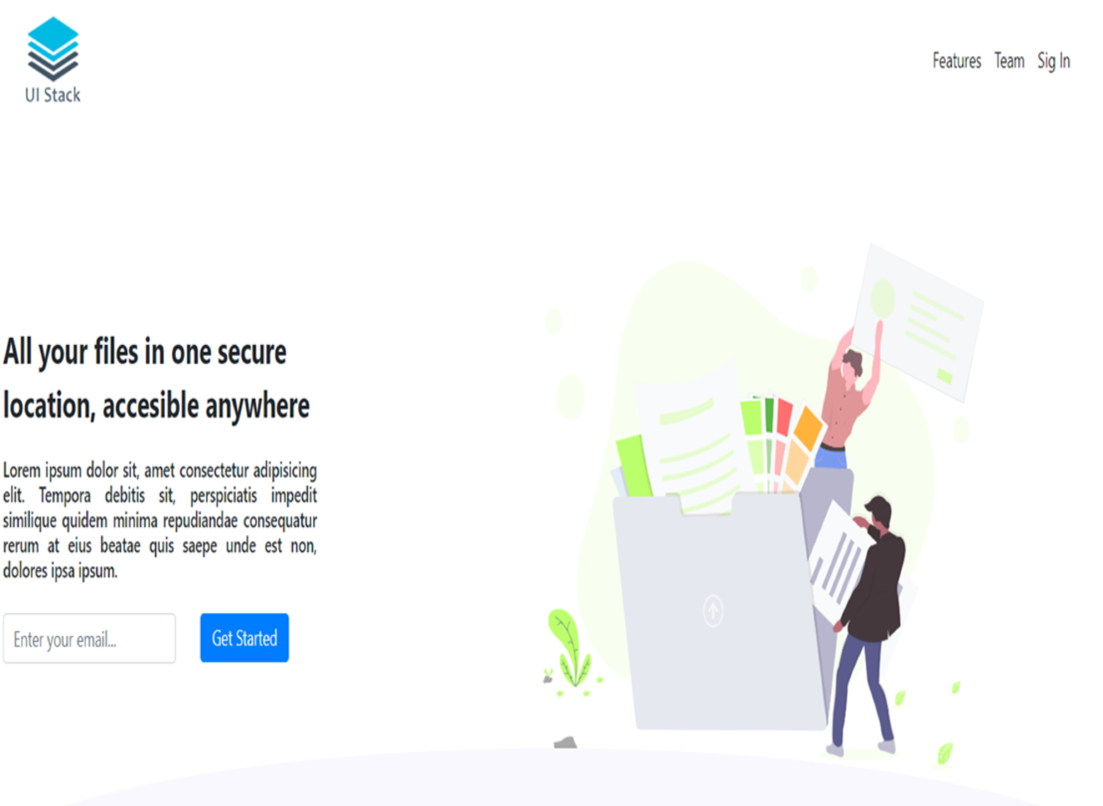 UI Stack
Features Team Sig In
All your files in one secure
location, accesible anywhere
Lorem ipsum dolor sit, amet consectetur adipisicing
elit. Tempora debitis sit, perspiciatis impedit
similique quidem minima repudiandae consequatur
rerum at eius beatae quis saepe unde est non,
dolores ipsa ipsum.
Enter your email... Get Started